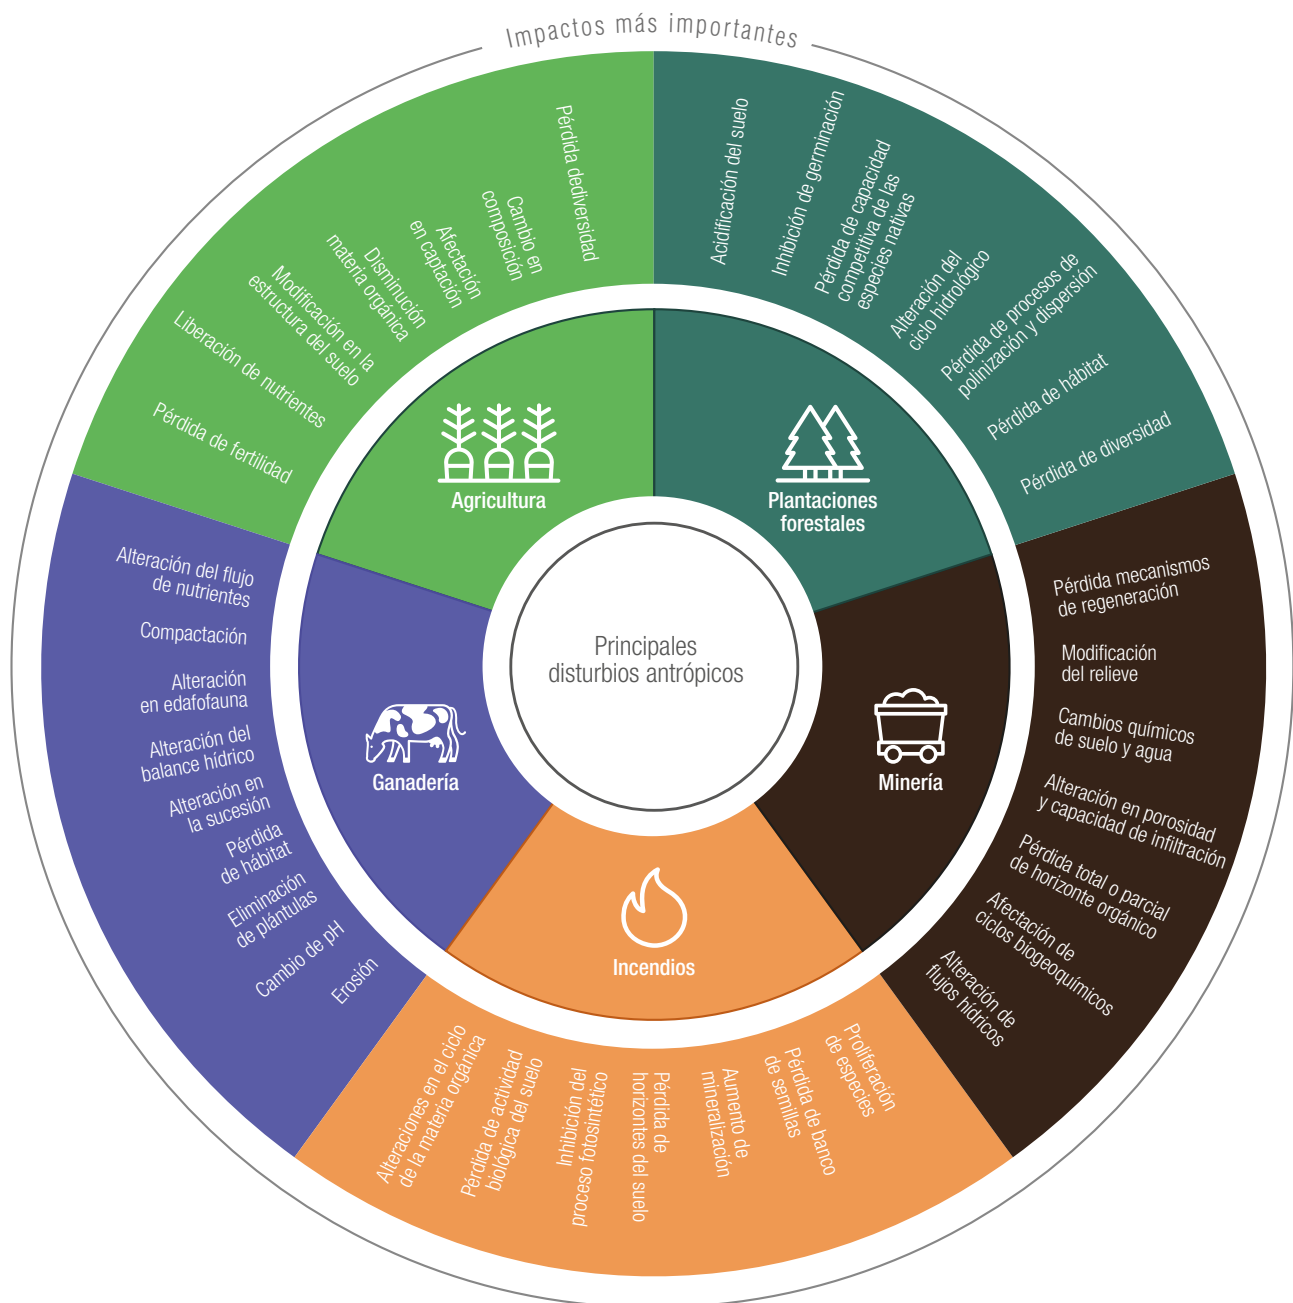 Impactos más importantes
Principales
disturbios antrópicos
Agricultura
Pérdida de fertilidad
Liberación de nutrientes
Modificación en la
estructura del suelo
Disminución
materia orgánica
Afectación
en captación
Cambio en
composición
Pérdida dediversidad
Plantaciones
forestales
Acidificación del suelo
Inhibición de germinación
Pérdida de capacidad
competitiva de las
especies nativas
Alteración del
ciclo hidrológico
Pérdida de procesos de
polinización y dispersión
Pérdida de hábitat
Pérdida de diversidad
Minería
Pérdida mecanismos
de regeneración
Modificación
del relieve
Cambios químicos
de suelo y agua
Alteración en porosidad
y capacidad de infiltración
Pérdida total o parcial
de horizonte orgánico
Afectación de
ciclos biogeoquímicos
Alteración de
flujos hídricos
Incendios
Proliferación
de especies
Pérdida de banco
de semillas
Aumento de
mineralización
Pérdida de
horizontes del suelo
Inhibición del
proceso fotosintético
Pérdida de actividad
biológica del suelo
Alteraciones en el ciclo
de la materia orgánica
Ganadería
Alteración del flujo
de nutrientes
Compactación
Alteración
en edafofauna
Alteración del
balance hídrico
Alteración en
la sucesión
Pérdida
de hábitat
Eliminación
de plántulas
Cambio de pH
Erosión